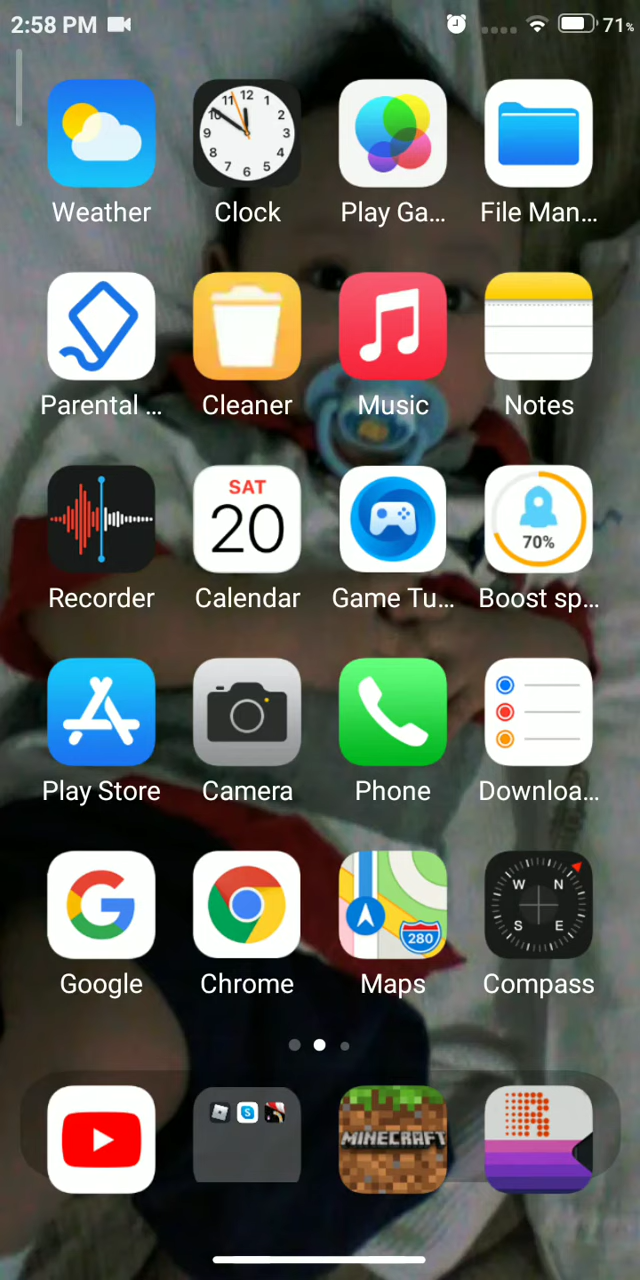 2:58 PM 71%
Weather Clock Play Ga... File Man...
Parental ... Cleaner Music Notes
SAT
20
70%
Recorder Calendar Game Tu... Boost sp...
Play Store Camera Phone Downloa...
W N
S E
280
Google Chrome Maps Compass
MINECRAFT
R